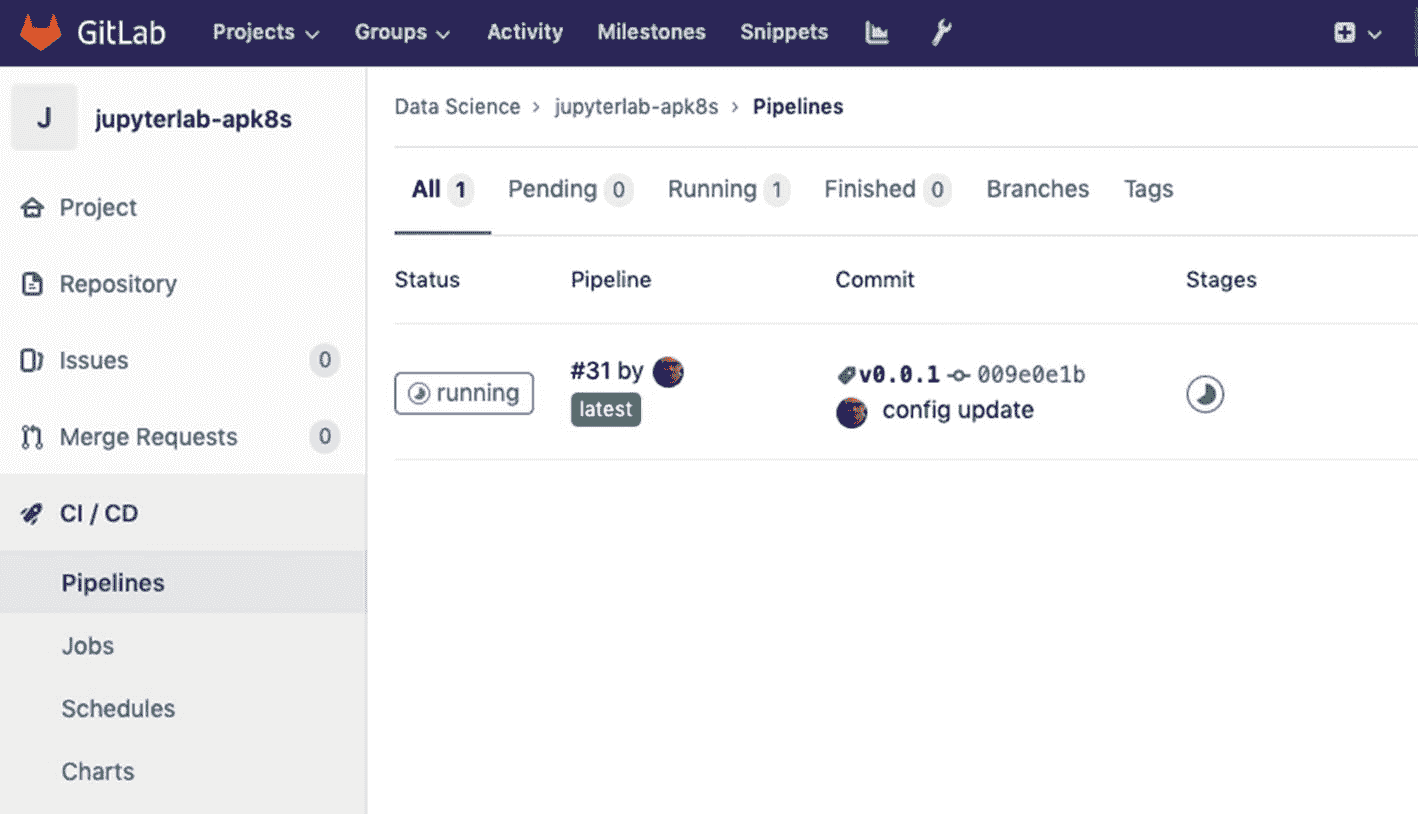 GitLab Projects Groups Activity Milestones Snippets
J jupyterlab-apk8s
Project
Repository
Issues 0
Merge Requests 0
CI / CD
Pipelines
Jobs
Schedules
Charts
Data Science › jupyterlab-apk8s › Pipelines
All 1 Pending 0 Running 1 Finished 0 Branches Tags
Status Pipeline Commit Stages
running
#31 by
latest
v0.0.1 009e0e1b
config update